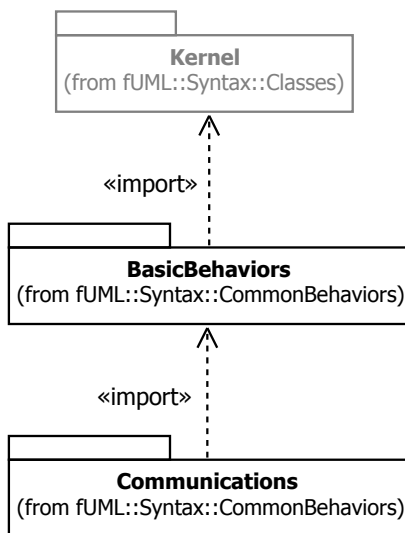 Kernel
(from fUML::Syntax::Classes)
«import»
BasicBehaviors
(from fUML::Syntax::CommonBehaviors)
«import»
Communications
(from fUML::Syntax::CommonBehaviors)